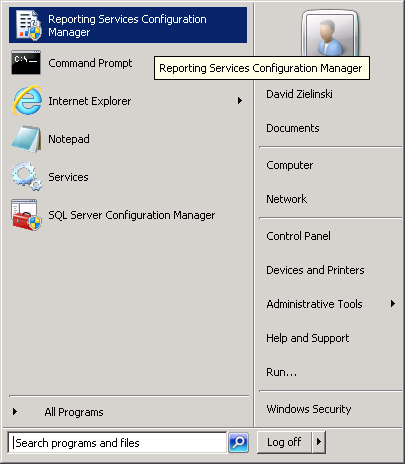 Reporting Services Configuration
Manager
Command Prompt
Reporting Services Configuration Manager
Internet Explorer
Notepad
Services
SQL Server Configuration Manager
All Programs
Search programs and files
David Zielinski
Documents
Computer
Network
Control Panel
Devices and Printers
Administrative Tools
Help and Support
Run...
Windows Security
Log off
C:\_